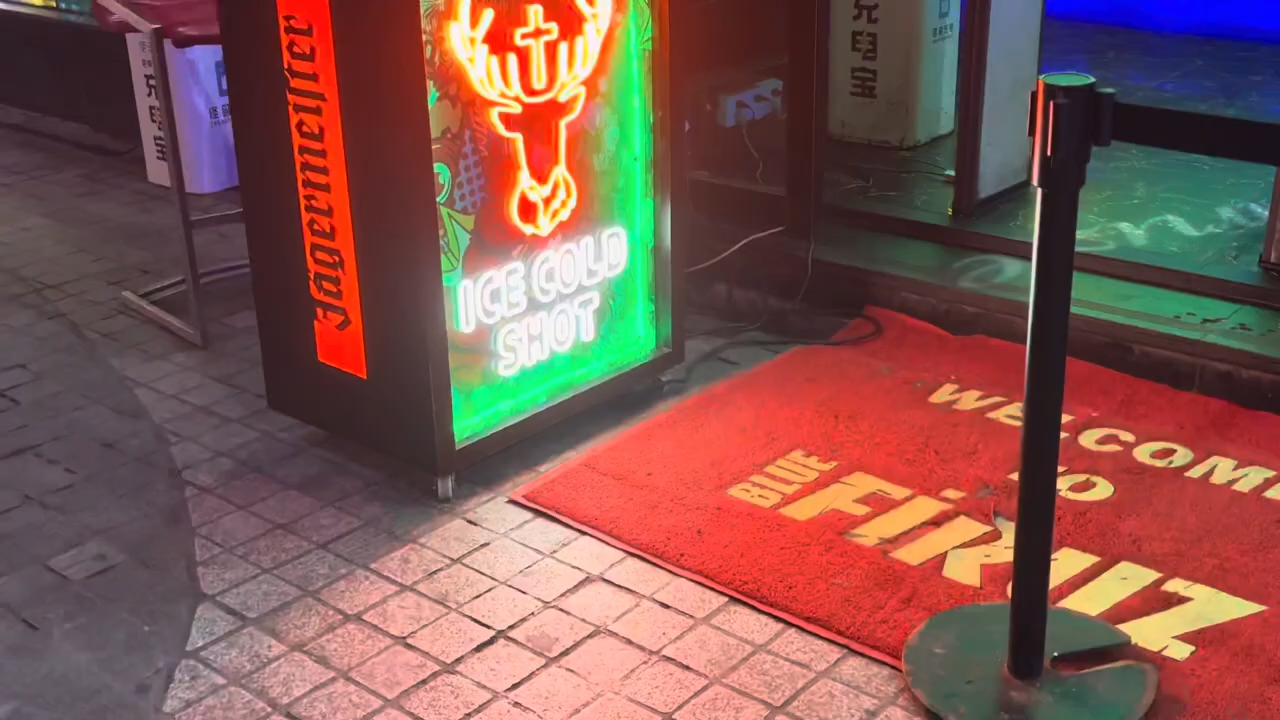 Jägermeister
ICE COLD
SHOT
充电宝
充电宝
WELCOME
TO
BLUE